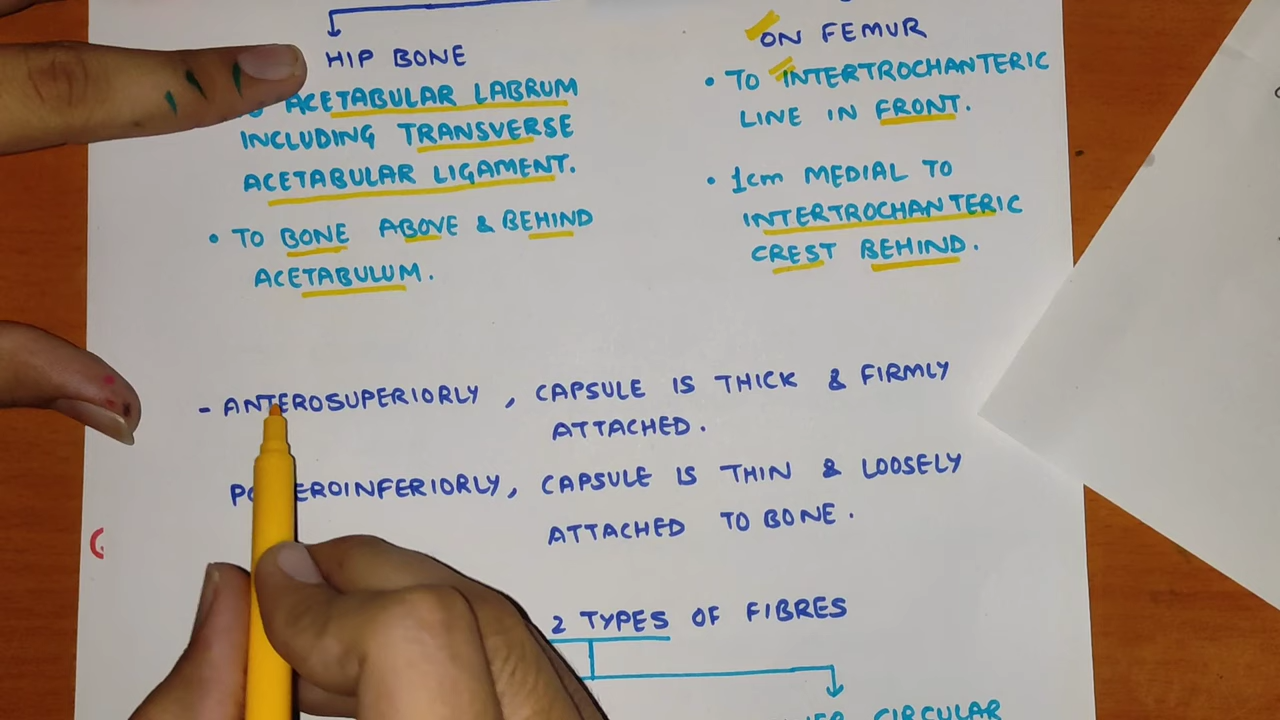 HIP BONE
ACETABULAR LABRUM
INCLUDING TRANSVERSE
ACETABULAR LIGAMENT.
• TO BONE ABOVE & BEHIND
ACETABULUM.
ON FEMUR
• TO INTERTROCHANTERIC
LINE IN FRONT.
• 1cm MEDIAL TO
INTERTROCHANTERIC
CREST BEHIND.
- ANTEROSUPERIORLY, CAPSULE IS THICK & FIRMLY
ATTACHED.
CAPSULE IS THIN & LOOSELY
ATTACHED TO BONE.
2 TYPES OF FIBRES
CIRCULAR